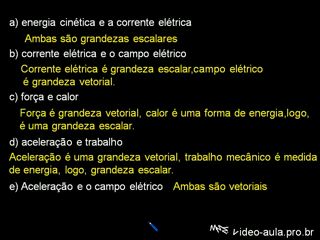 a) energia cinética e a corrente elétrica
Ambas são grandezas escalares
b) corrente elétrica e o campo elétrico
Corrente elétrica é grandeza escalar,campo elétrico
é grandeza vetorial.
c) força e calor
Força é grandeza vetorial, calor é uma forma de energia,logo,
é uma grandeza escalar.
d) aceleração e trabalho
Aceleração é uma grandeza vetorial, trabalho mecânico é medida
de energia, logo, grandeza escalar.
e) Aceleração e o campo elétrico Ambas são vetoriais
video-aula.pro.br